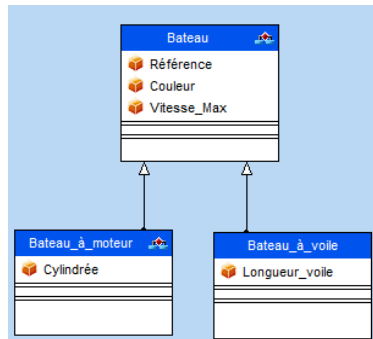 Bateau
Référence
Couleur
Vitesse_Max
Bateau_à_moteur
Cylindrée
Bateau_à_voile
Longueur_voile